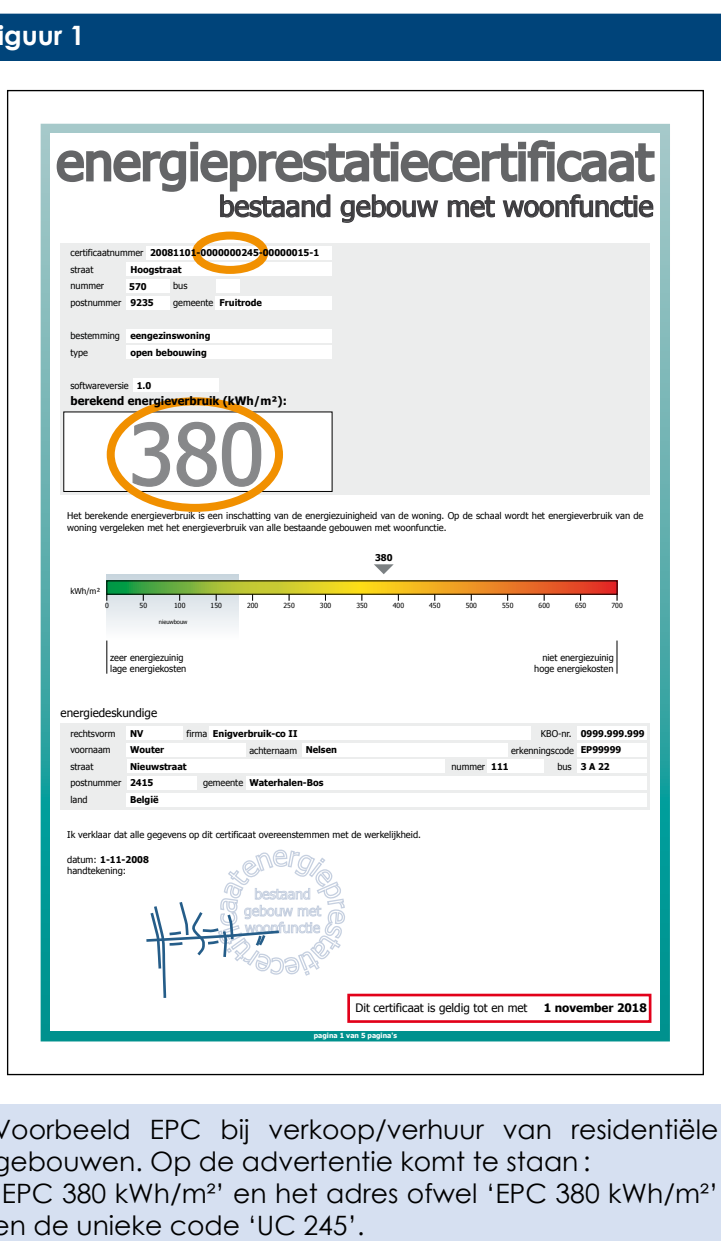 iguur 1
energieprestatiecertificaat
bestaand gebouw met woonfunctie
certificaatnummer 20081101-0000000245-00000015-1
straat Hoogstraat
nummer 570 bus
postnummer 9235 gemeente Fruitrode
bestemming eengezinswoning
type open bebouwing
softwareversie 1.0
berekend energieverbruik (kWh/m²):
380
Het berekende energieverbruik is een inschatting van de energiezuinigheid van de woning. Op de schaal wordt het energieverbruik van de
woning vergeleken met het energieverbruik van alle bestaande gebouwen met woonfunctie.
380
kWh/m²
0 50 100 150 200 250 300 350 400 450 500 550 600 650 700
nieuwbouw
zeer energiezuinig niet energiezuinig
lage energiekosten hoge energiekosten
energiedeskundige
rechtsvorm NV firma Enigverbruik-co II KBO-nr. 0999.999.999
voornaam Wouter achternaam Nelsen erkenningscode EP99999
straat Nieuwstraat nummer 111 bus 3 A 22
postnummer 2415 gemeente Waterhalen-Bos
land België
Ik verklaar dat alle gegevens op dit certificaat overeenstemmen met de werkelijkheid.
datum: 1-11-2008
handtekening:
energieprestatiecertificaat
bestaand
gebouw met
woonfunctie
Dit certificaat is geldig tot en met 1 november 2018
pagina 1 van 5 pagina's
Voorbeeld EPC bij verkoop/verhuur van residentiële
gebouwen. Op de advertentie komt te staan :
'EPC 380 kWh/m²' en het adres ofwel 'EPC 380 kWh/m²'
en de unieke code 'UC 245'.